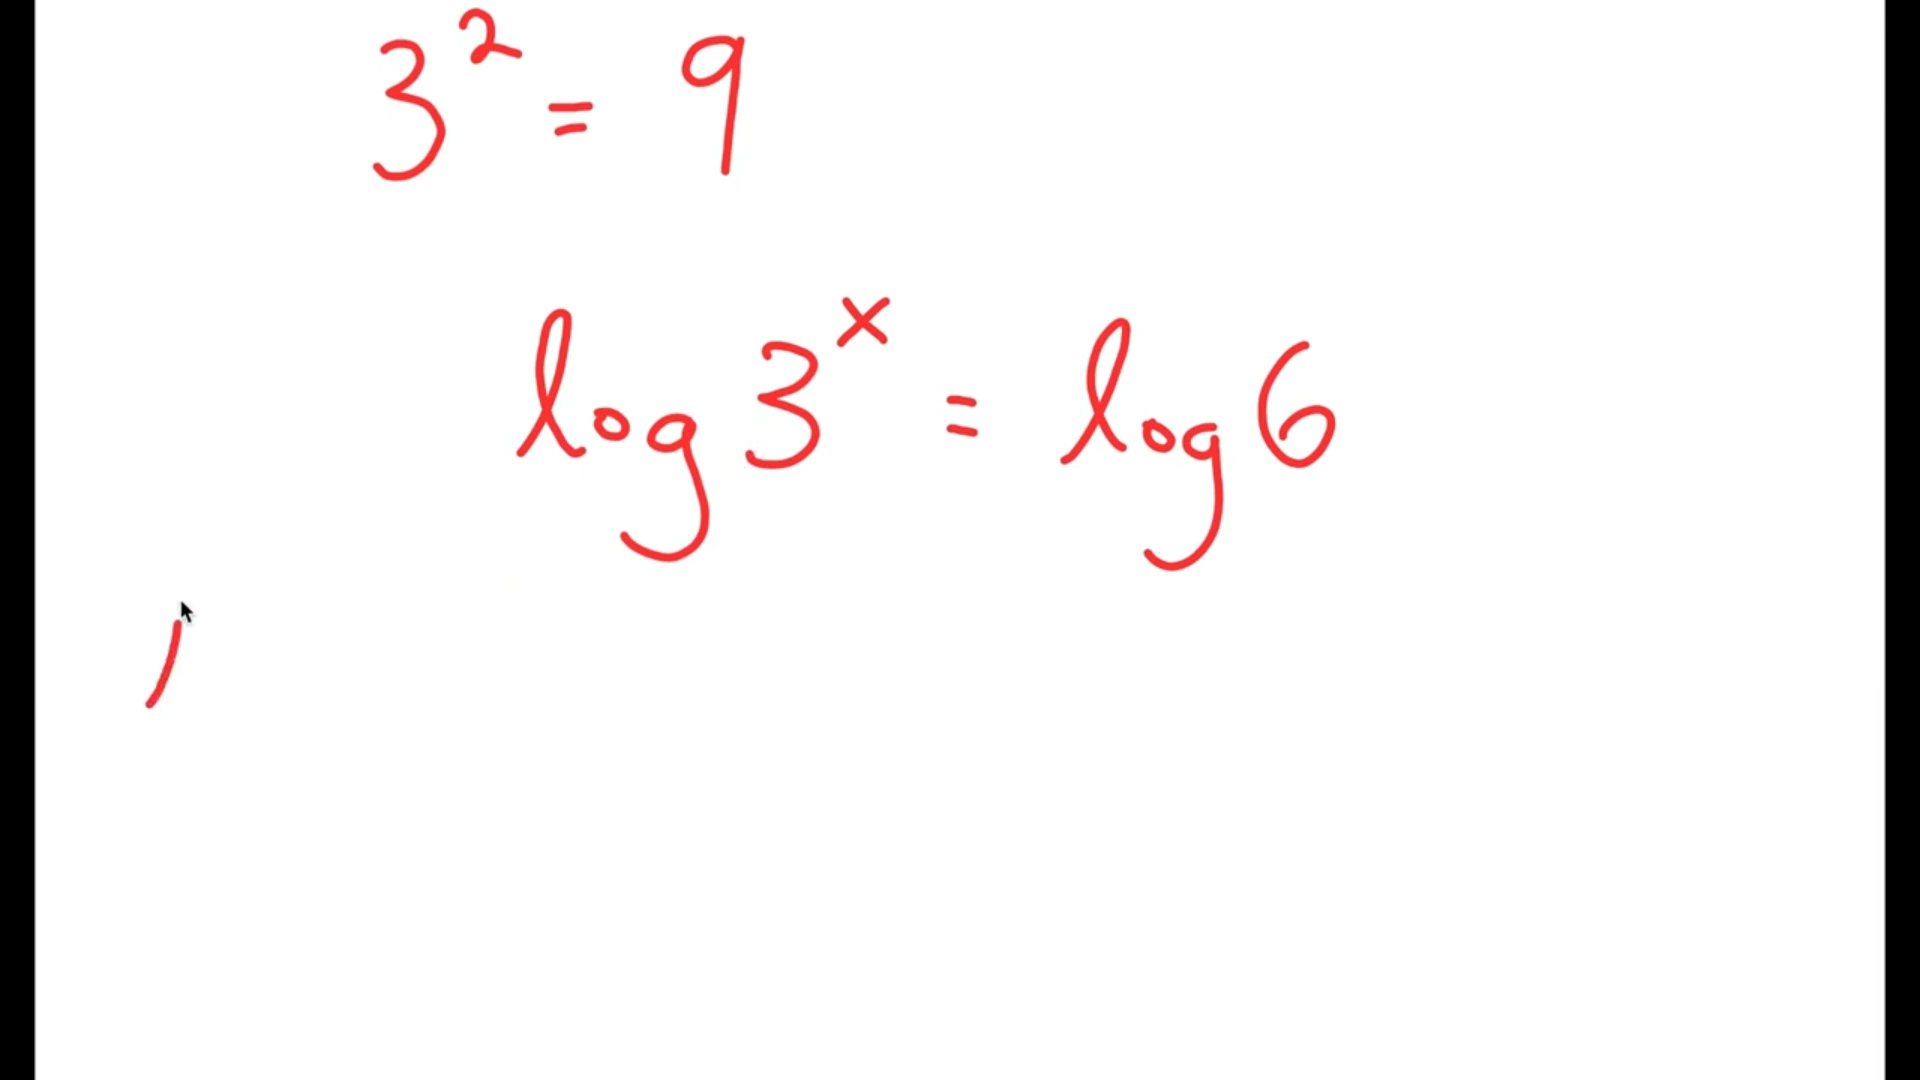 3² = 9
log 3ˣ = log 6